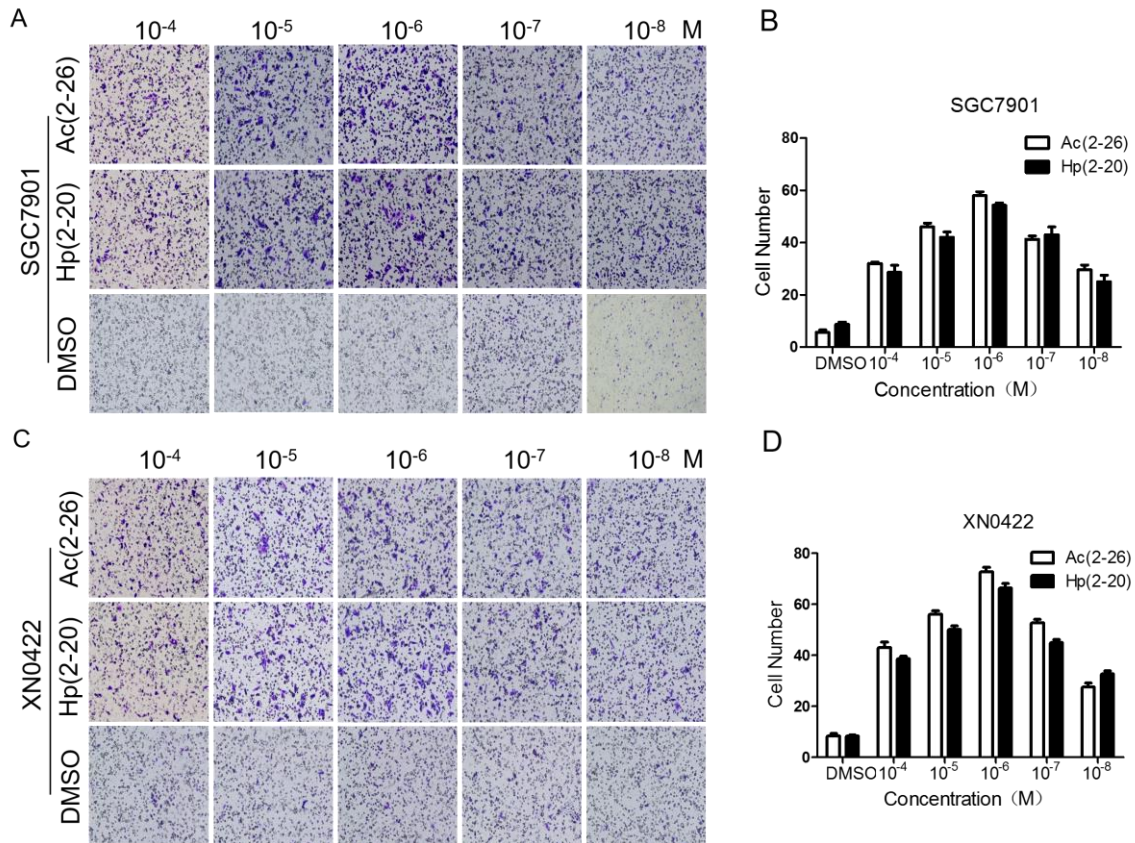 A
10⁻⁴ 10⁻⁵ 10⁻⁶ 10⁻⁷ 10⁻⁸ M
SGC7901
Ac(2-26)
Hp(2-20)
DMSO
B
SGC7901
Ac(2-26)
Hp(2-20)
Cell Number
80
60
40
20
0
DMSO 10⁻⁴ 10⁻⁵ 10⁻⁶ 10⁻⁷ 10⁻⁸
Concentration（M）
C
10⁻⁴ 10⁻⁵ 10⁻⁶ 10⁻⁷ 10⁻⁸ M
XN0422
Ac(2-26)
Hp(2-20)
DMSO
D
XN0422
Ac(2-26)
Hp(2-20)
Cell Number
80
60
40
20
0
DMSO 10⁻⁴ 10⁻⁵ 10⁻⁶ 10⁻⁷ 10⁻⁸
Concentration（M）